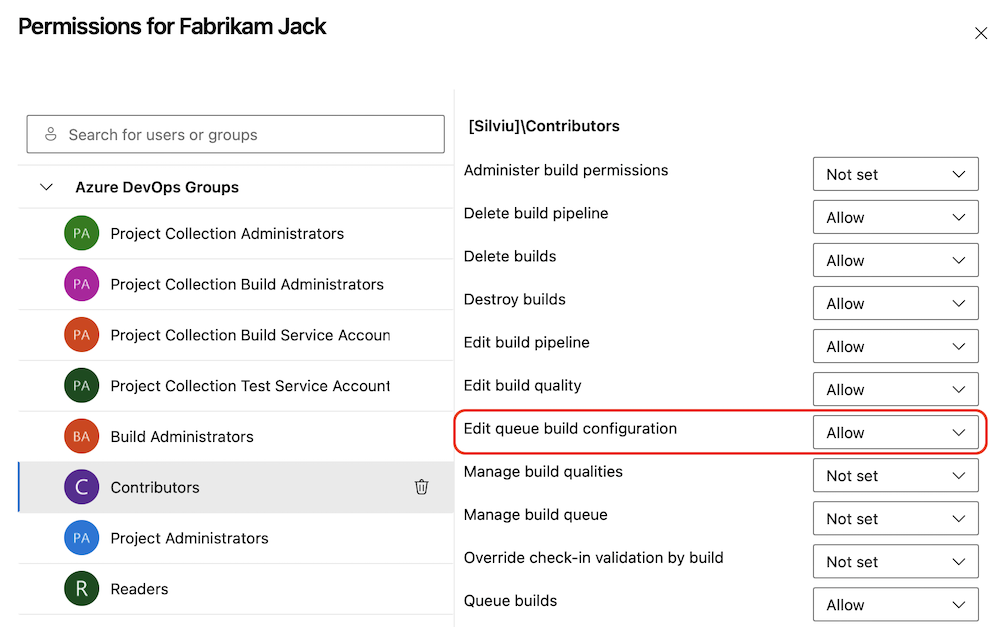 Permissions for Fabrikam Jack
Search for users or groups
Azure DevOps Groups
PA Project Collection Administrators
PA Project Collection Build Administrators
PA Project Collection Build Service Accoun
PA Project Collection Test Service Account
BA Build Administrators
C Contributors
PA Project Administrators
R Readers
[Silviu]\Contributors
Administer build permissions Not set
Delete build pipeline Allow
Delete builds Allow
Destroy builds Allow
Edit build pipeline Allow
Edit build quality Allow
Edit queue build configuration Allow
Manage build qualities Not set
Manage build queue Not set
Override check-in validation by build Not set
Queue builds Allow